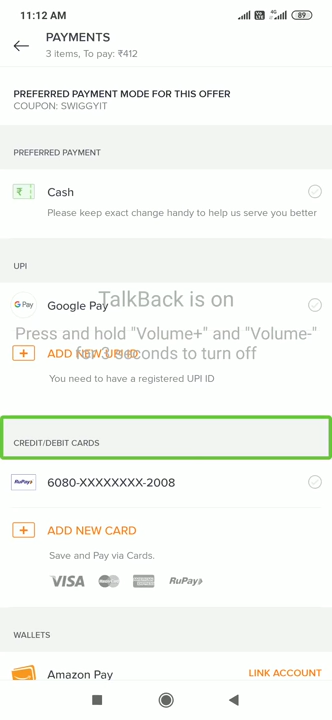 11:12 AM
4G
89
PAYMENTS
3 items, To pay: ₹412
PREFERRED PAYMENT MODE FOR THIS OFFER
COUPON: SWIGGYIT
PREFERRED PAYMENT
₹
Cash
Please keep exact change handy to help us serve you better
UPI
TalkBack is on
G Pay
Google Pay
Press and hold "Volume+" and "Volume-"
for 3 seconds to turn off
ADD NEW UPI ID
You need to have a registered UPI ID
CREDIT/DEBIT CARDS
RuPay
6080-XXXXXXXX-2008
ADD NEW CARD
Save and Pay via Cards.
VISA
RuPay
WALLETS
Amazon Pay
LINK ACCOUNT